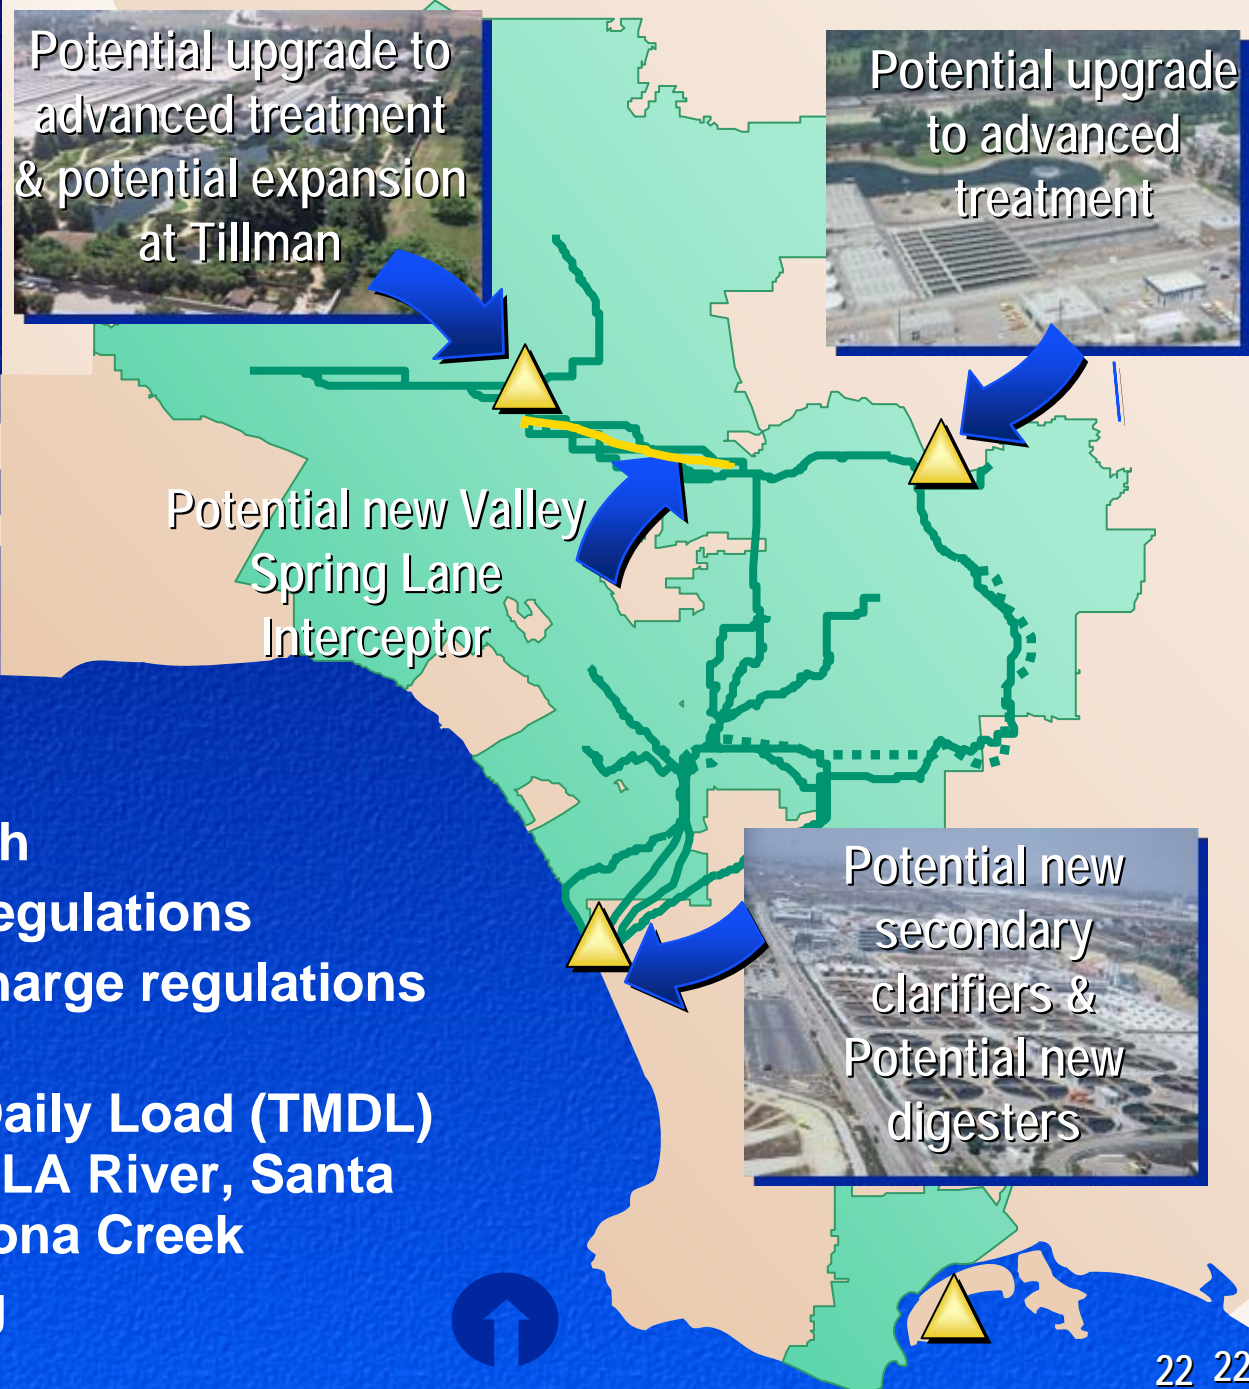 Potential upgrade to
advanced treatment
& potential expansion
at Tillman
Potential upgrade
to advanced
treatment
Potential new Valley
Spring Lane
Interceptor
h
egulations
harge regulations
Daily Load (TMDL)
LA River, Santa
ona Creek
g
Potential new
secondary
clarifiers &
Potential new
digesters
22 22